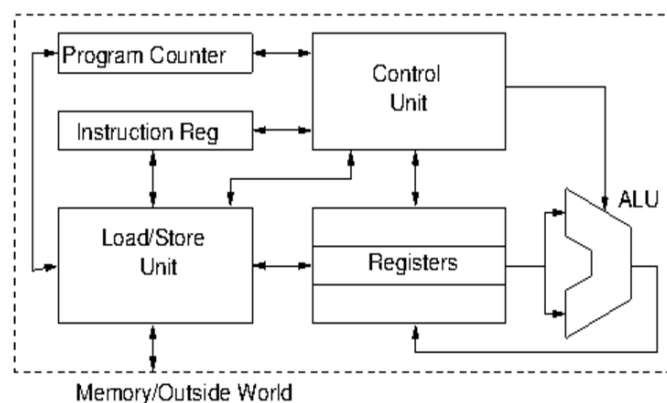 Program Counter
Control
Unit
Instruction Reg
ALU
Load/Store
Unit
Registers
Memory/Outside World